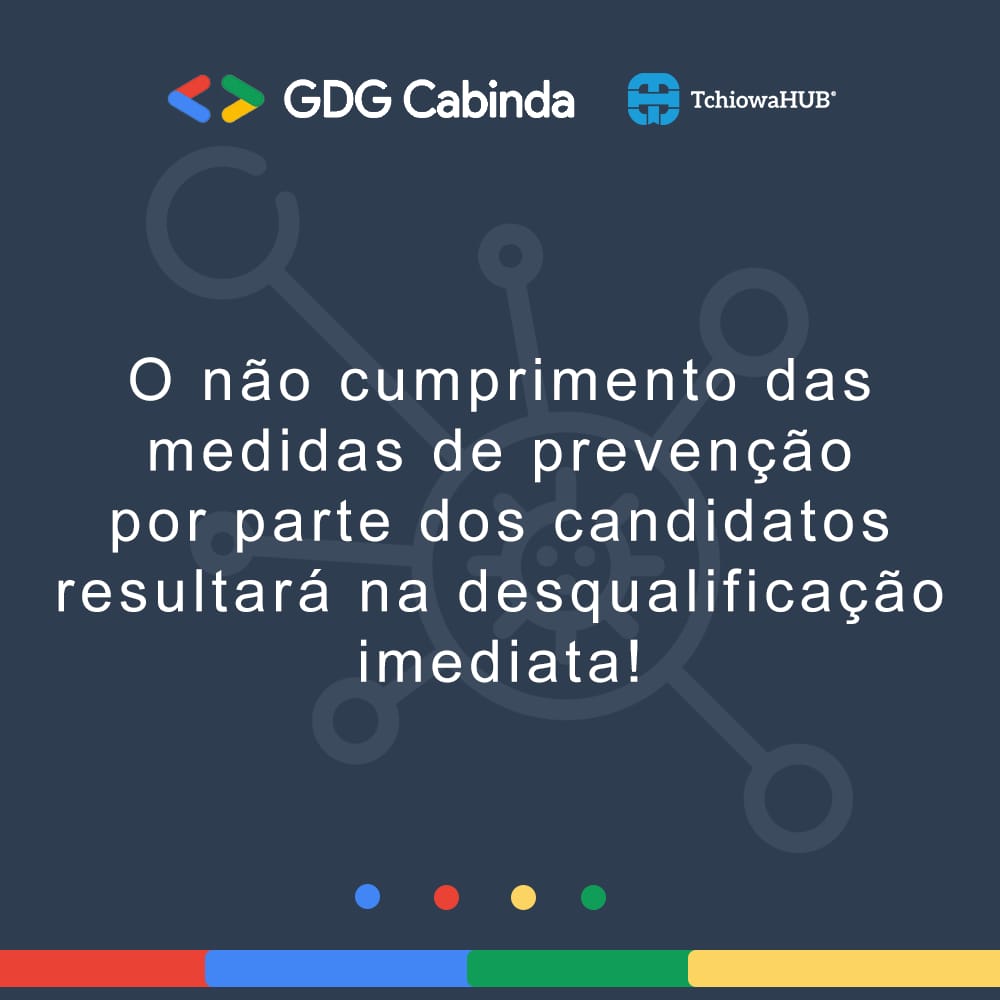 GDG Cabinda
TchiowaHUB®
O não cumprimento das
medidas de prevenção
por parte dos candidatos
resultará na desqualificação
imediata!